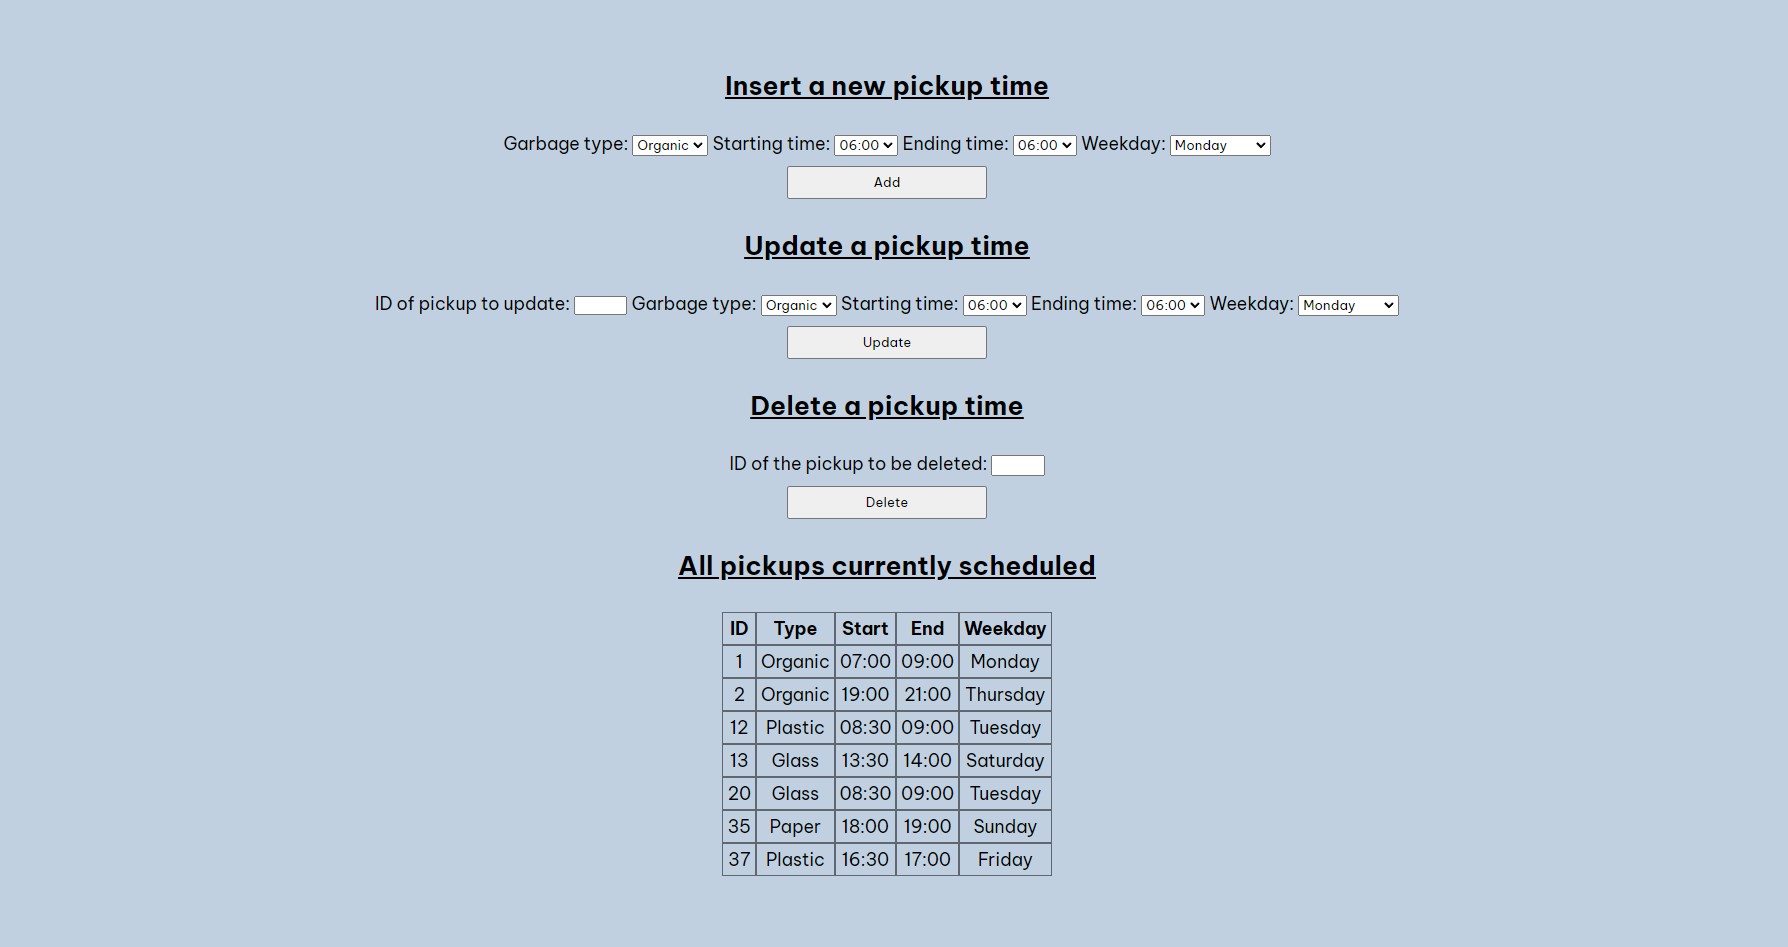 Insert a new pickup time
Garbage type: Organic Starting time: 06:00 Ending time: 06:00 Weekday: Monday
Add
Update a pickup time
ID of pickup to update: Garbage type: Organic Starting time: 06:00 Ending time: 06:00 Weekday: Monday
Update
Delete a pickup time
ID of the pickup to be deleted:
Delete
All pickups currently scheduled
ID Type Start End Weekday
1 Organic 07:00 09:00 Monday
2 Organic 19:00 21:00 Thursday
12 Plastic 08:30 09:00 Tuesday
13 Glass 13:30 14:00 Saturday
20 Glass 08:30 09:00 Tuesday
35 Paper 18:00 19:00 Sunday
37 Plastic 16:30 17:00 Friday